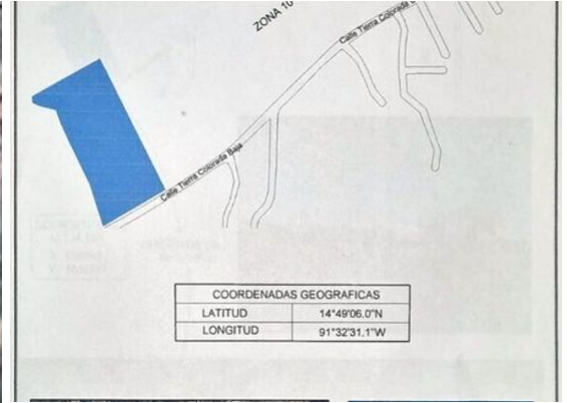 ZONA 10
Calle Tierra Colorada
Calle Tierra Colorada Baja
COORDENADAS GEOGRAFICAS
LATITUD 14°49'06.0"N
LONGITUD 91°32'31.1"W